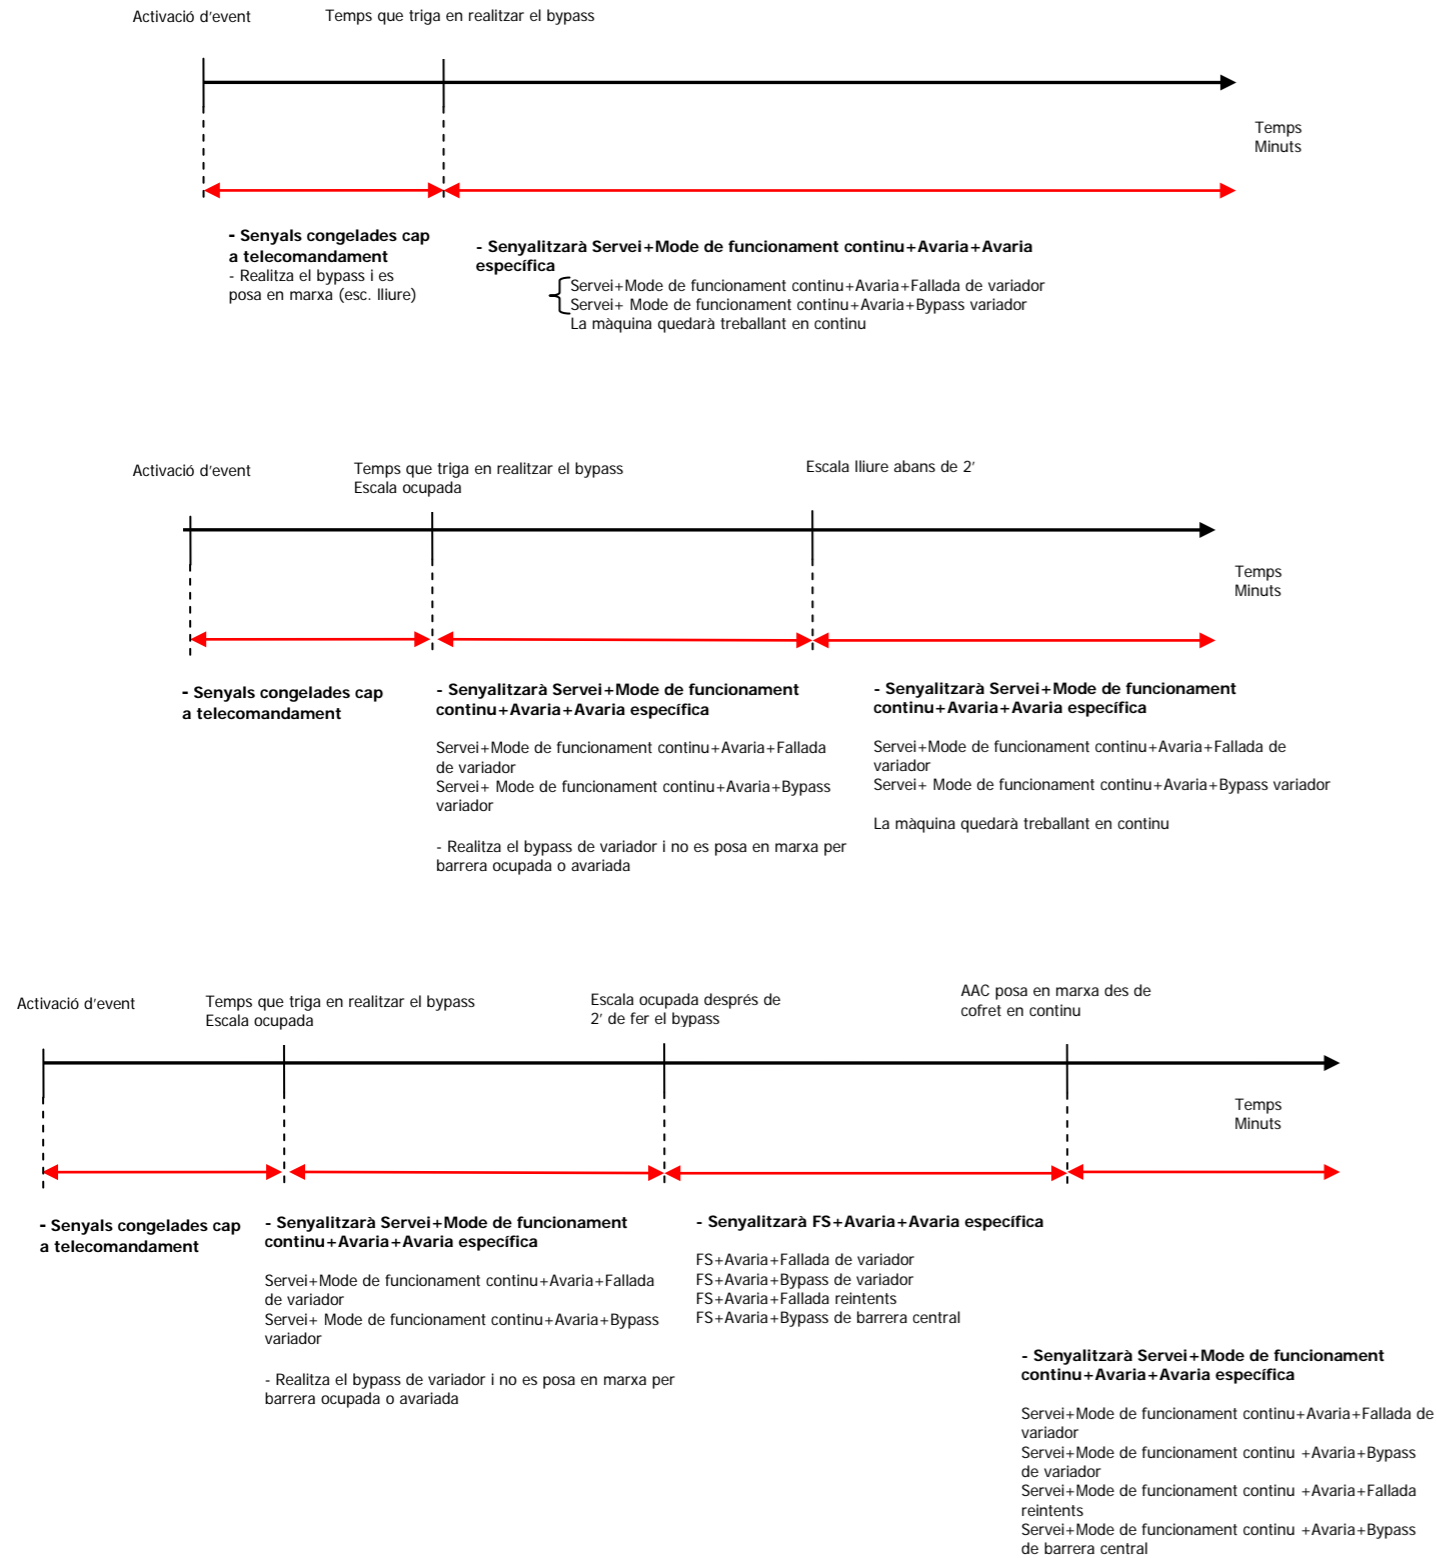 Activació d'event
Temps que triga en realitzar el bypass
Temps
Minuts
- Senyals congelades cap
a telecomandament
- Realitza el bypass i es
posa en marxa (esc. lliure)
- Senyalitzarà Servei+Mode de funcionament continu+Avaria+Avaria
específica
Servei+Mode de funcionament continu+Avaria+Fallada de variador
Servei+ Mode de funcionament continu+Avaria+Bypass variador
La màquina quedarà treballant en continu
Activació d'event
Temps que triga en realitzar el bypass
Escala ocupada
Escala lliure abans de 2'
Temps
Minuts
- Senyals congelades cap
a telecomandament
- Senyalitzarà Servei+Mode de funcionament
continu+Avaria+Avaria específica
Servei+Mode de funcionament continu+Avaria+Fallada
de variador
Servei+ Mode de funcionament continu+Avaria+Bypass
variador
- Realitza el bypass de variador i no es posa en marxa per
barrera ocupada o avariada
- Senyalitzarà Servei+Mode de funcionament
continu+Avaria+Avaria específica
Servei+Mode de funcionament continu+Avaria+Fallada de
variador
Servei+ Mode de funcionament continu+Avaria+Bypass variador
La màquina quedarà treballant en continu
Activació d'event
Temps que triga en realitzar el bypass
Escala ocupada
Escala ocupada després de
2' de fer el bypass
AAC posa en marxa des de
cofret en continu
Temps
Minuts
- Senyals congelades cap
a telecomandament
- Senyalitzarà Servei+Mode de funcionament
continu+Avaria+Avaria específica
Servei+Mode de funcionament continu+Avaria+Fallada
de variador
Servei+ Mode de funcionament continu+Avaria+Bypass
variador
- Realitza el bypass de variador i no es posa en marxa per
barrera ocupada o avariada
- Senyalitzarà FS+Avaria+Avaria específica
FS+Avaria+Fallada de variador
FS+Avaria+Bypass de variador
FS+Avaria+Fallada reintents
FS+Avaria+Bypass de barrera central
- Senyalitzarà Servei+Mode de funcionament
continu+Avaria+Avaria específica
Servei+Mode de funcionament continu+Avaria+Fallada de
variador
Servei+Mode de funcionament continu +Avaria+Bypass
de variador
Servei+Mode de funcionament continu +Avaria+Fallada
reintents
Servei+Mode de funcionament continu +Avaria+Bypass
de barrera central